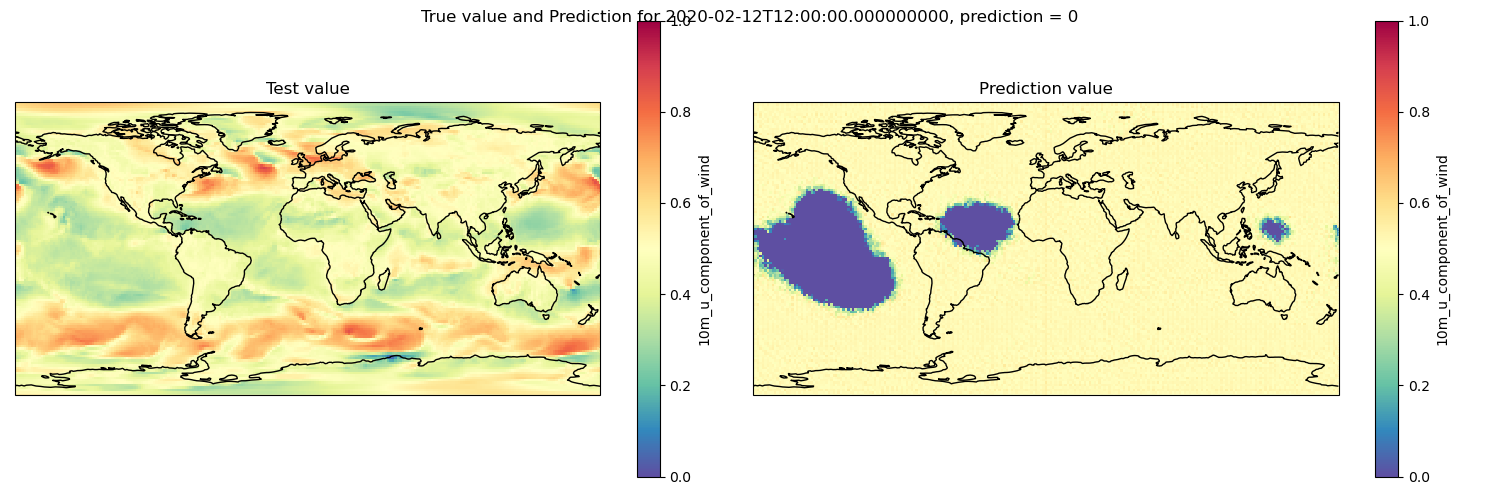 True value and Prediction for 2020-02-12T12:00:00.000000000, prediction = 0
Test value
1.0
0.8
0.6
0.4
0.2
0.0
10m_u_component_of_wind
Prediction value
1.0
0.8
0.6
0.4
0.2
0.0
10m_u_component_of_wind